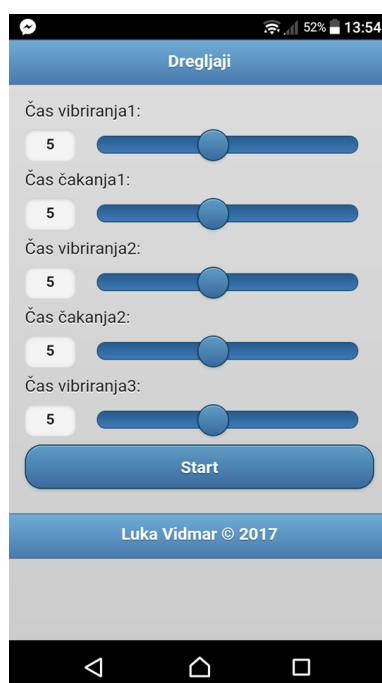 52% 13:54
Dregljaji
Čas vibriranja1:
5
Čas čakanja1:
5
Čas vibriranja2:
5
Čas čakanja2:
5
Čas vibriranja3:
5
Start
Luka Vidmar © 2017